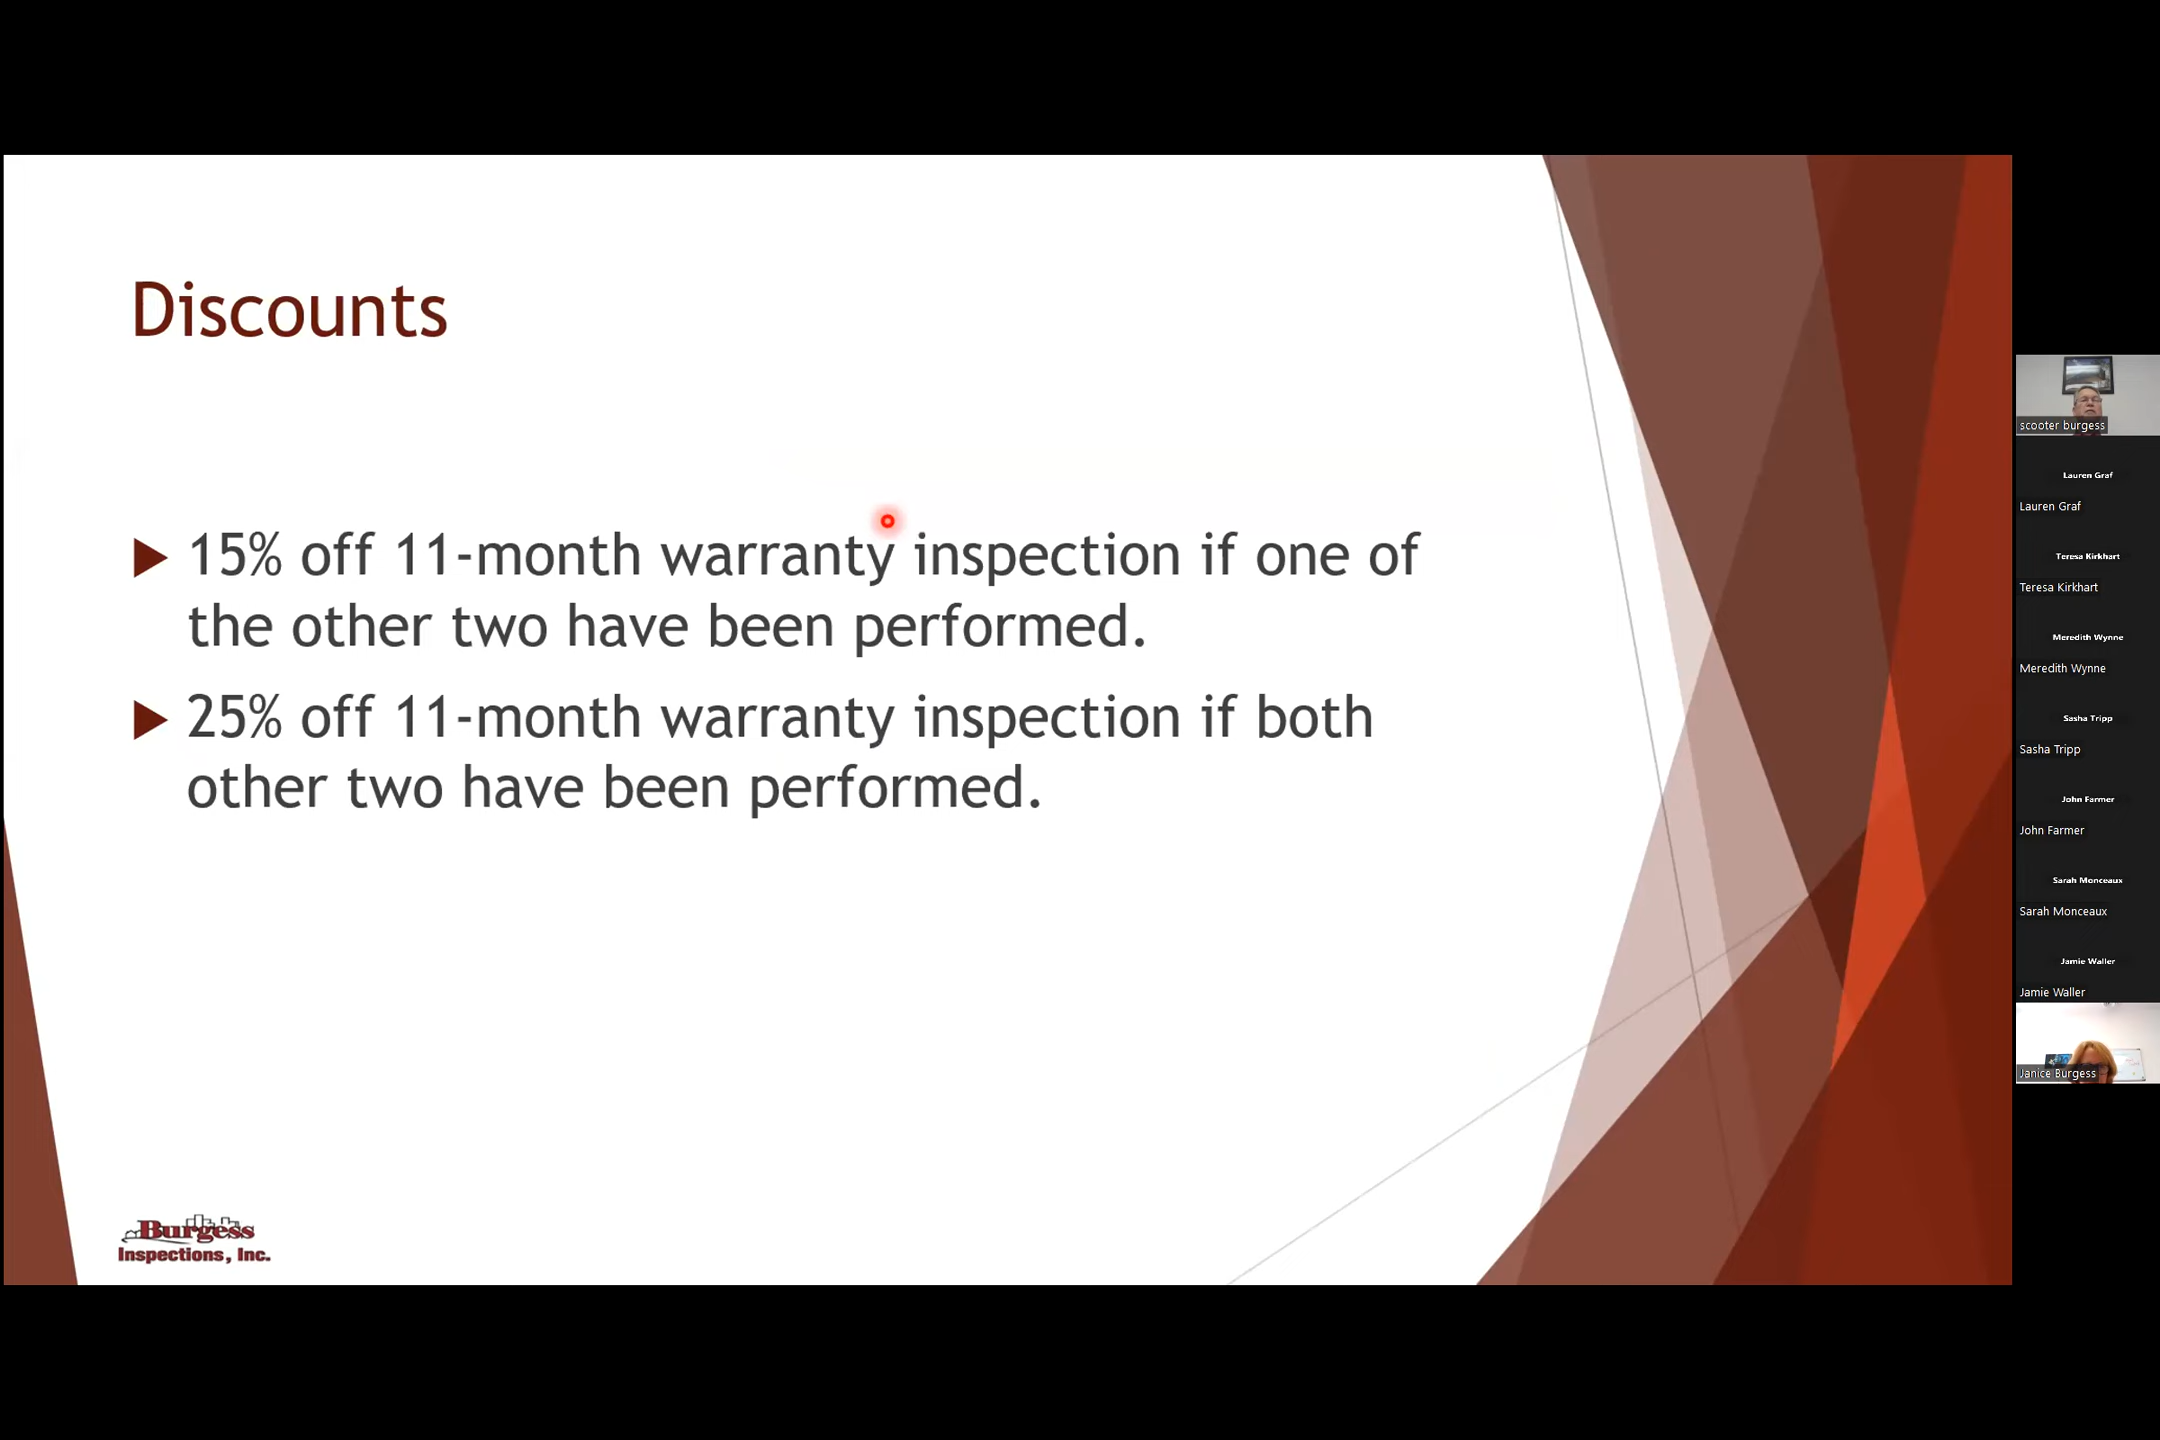 Discounts
15% off 11-month warranty inspection if one of
the other two have been performed.
25% off 11-month warranty inspection if both
other two have been performed.
Burgess
Inspections, Inc.
scooter burgess
Lauren Graf
Lauren Graf
Teresa Kirkhart
Teresa Kirkhart
Meredith Wynne
Meredith Wynne
Sasha Tripp
Sasha Tripp
John Farmer
John Farmer
Sarah Monceaux
Sarah Monceaux
Jamie Waller
Jamie Waller
Janice Burgess